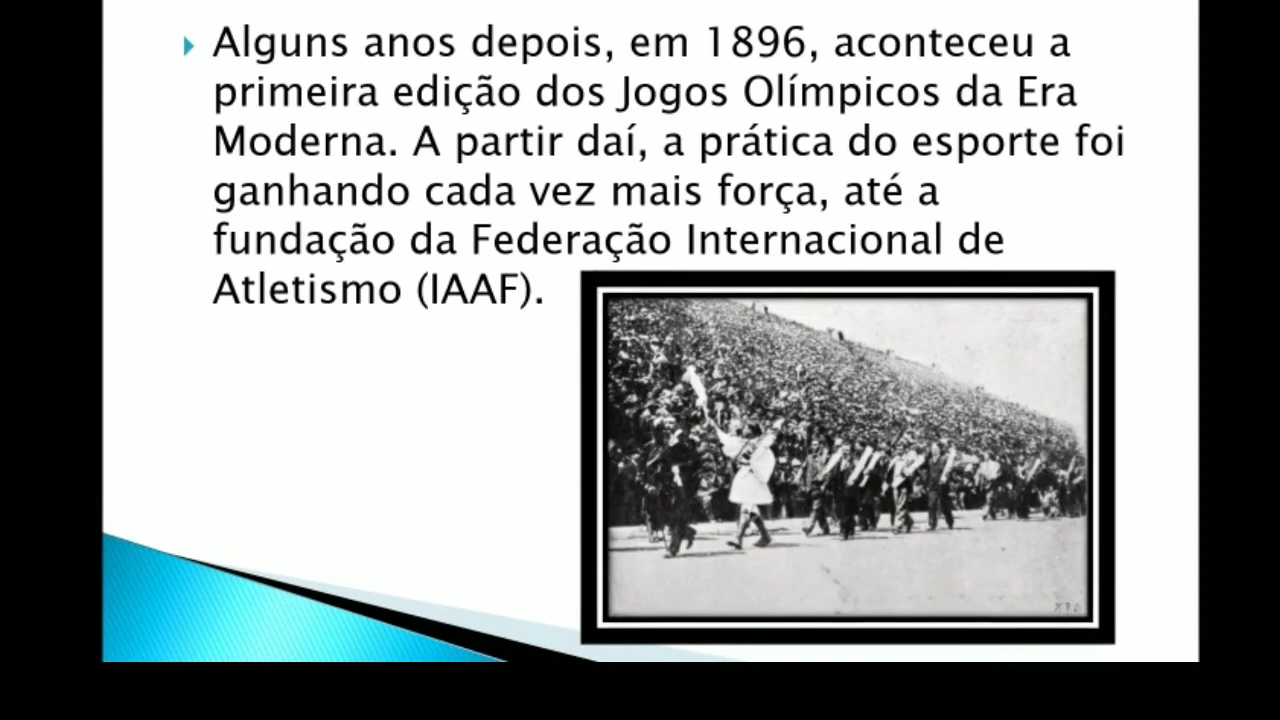 Alguns anos depois, em 1896, aconteceu a
primeira edição dos Jogos Olímpicos da Era
Moderna. A partir daí, a prática do esporte foi
ganhando cada vez mais força, até a
fundação da Federação Internacional de
Atletismo (IAAF).